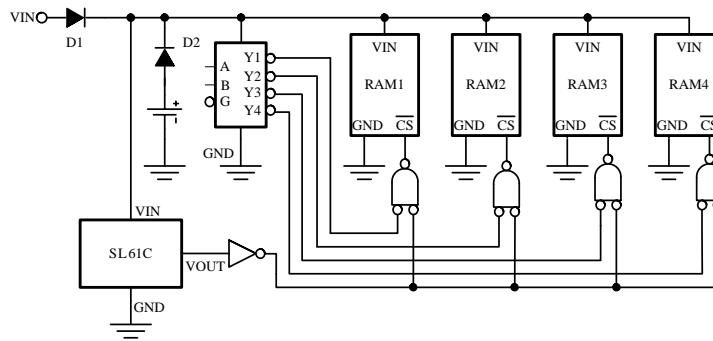 VIN
D1
D2
A
B
G
Y1
Y2
Y3
Y4
GND
VIN
RAM1
GND
CS
VIN
RAM2
GND
CS
VIN
RAM3
GND
CS
VIN
RAM4
GND
CS
VIN
SL61C
VOUT
GND